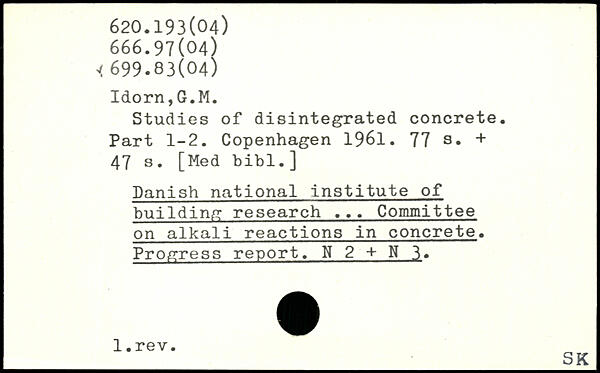 620.193(04)
666.97(04)
699.83(04)
Idorn,G.M.
Studies of disintegrated concrete.
Part 1-2. Copenhagen 1961. 77 s. +
47 s. [Med bibl.]
Danish national institute of
building research ... Committee
on alkali reactions in concrete.
Progress report. N 2 + N 3.
1.rev.
SK